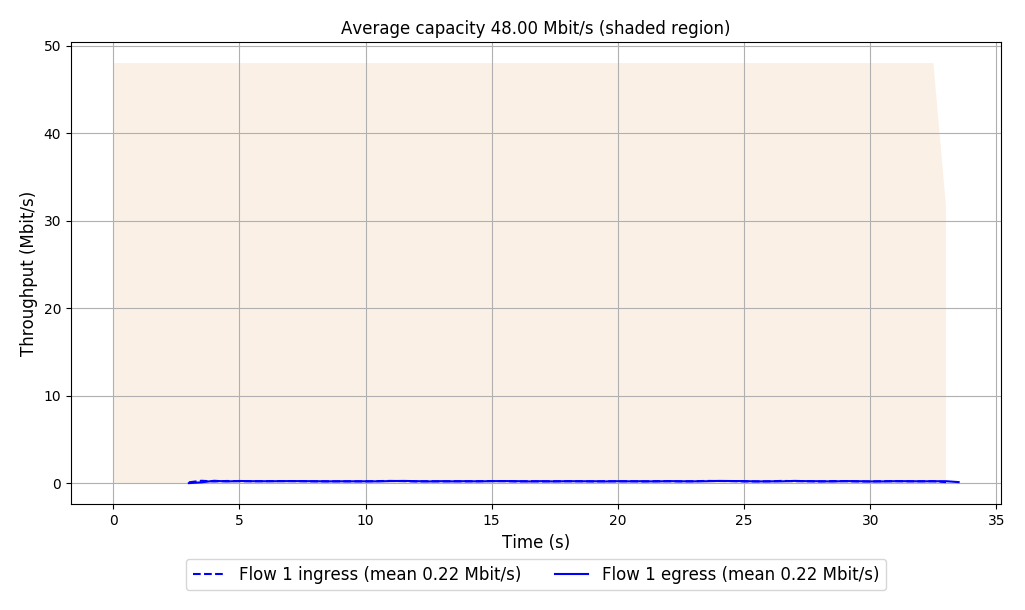 Average capacity 48.00 Mbit/s (shaded region)
50
40
30
20
10
0
Throughput (Mbit/s)
0 5 10 15 20 25 30 35
Time (s)
Flow 1 ingress (mean 0.22 Mbit/s) Flow 1 egress (mean 0.22 Mbit/s)